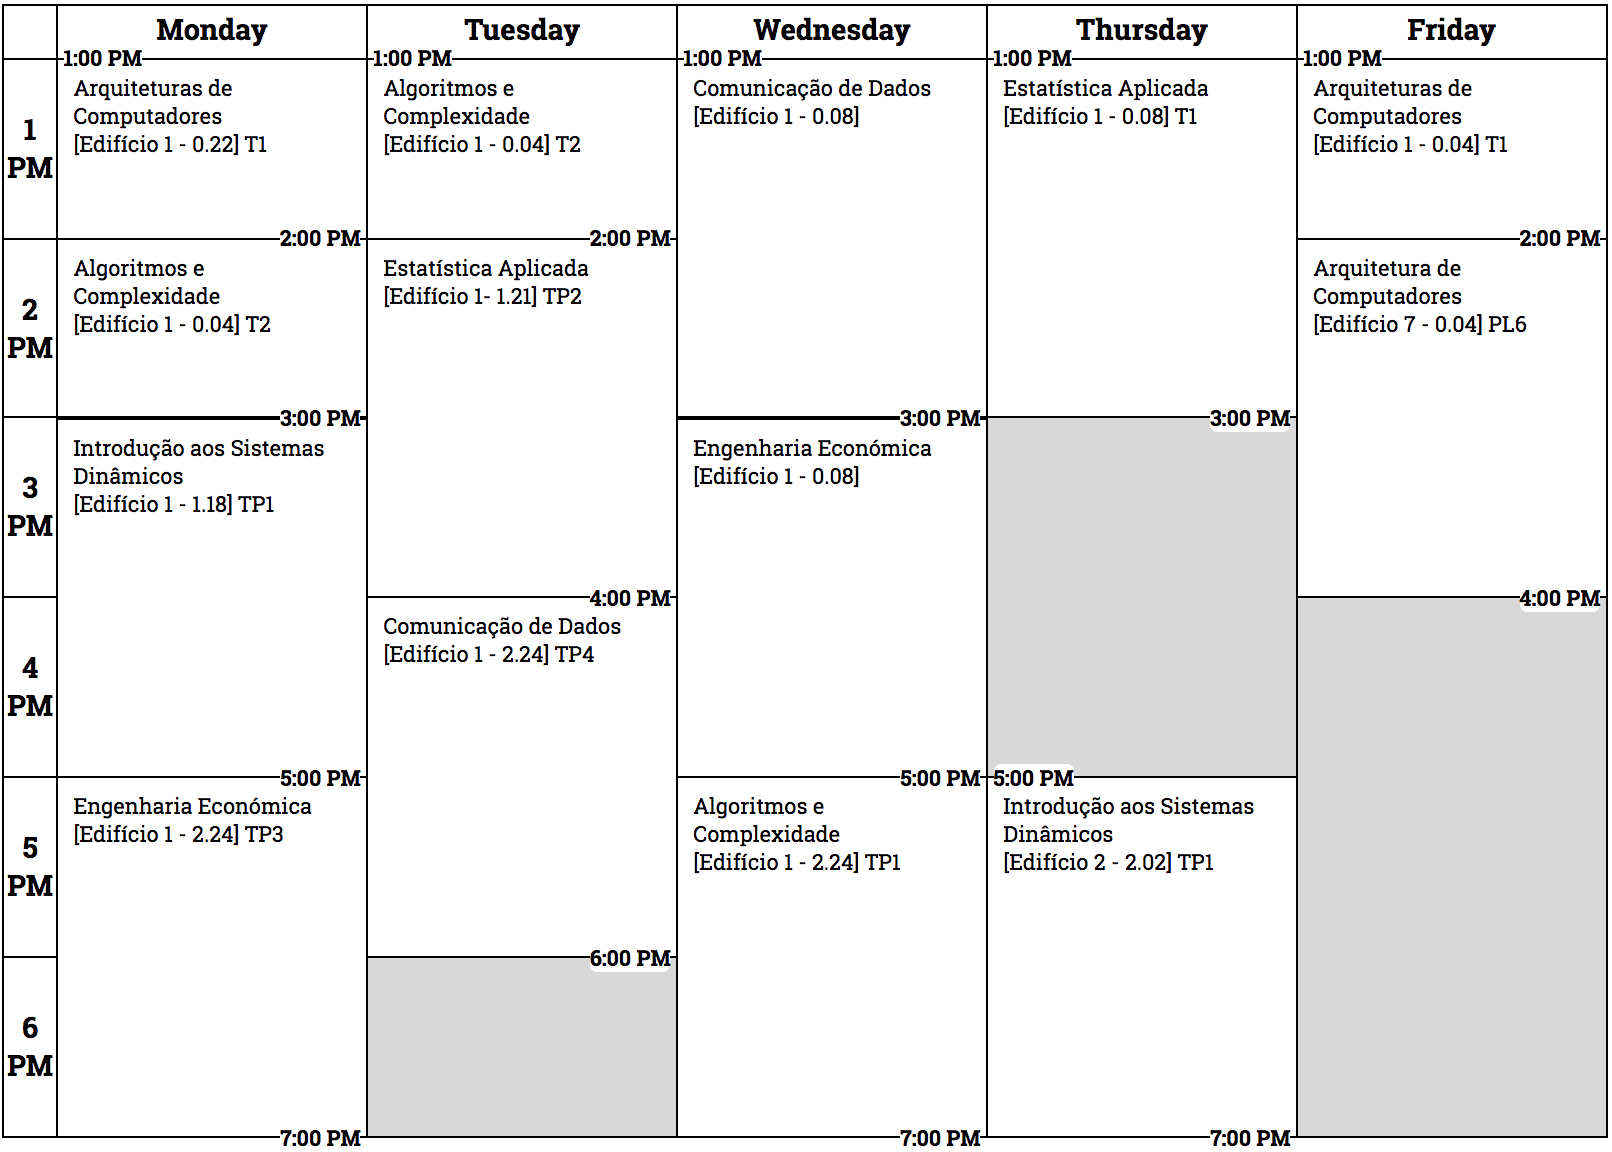 Monday
Tuesday
Wednesday
Thursday
Friday
1 PM
2 PM
3 PM
4 PM
5 PM
6 PM
1:00 PM
Arquiteturas de
Computadores
[Edifício 1 - 0.22] T1
2:00 PM
Algoritmos e
Complexidade
[Edifício 1 - 0.04] T2
3:00 PM
Introdução aos Sistemas
Dinâmicos
[Edifício 1 - 1.18] TP1
5:00 PM
Engenharia Económica
[Edifício 1 - 2.24] TP3
7:00 PM
1:00 PM
Algoritmos e
Complexidade
[Edifício 1 - 0.04] T2
2:00 PM
Estatística Aplicada
[Edifício 1- 1.21] TP2
4:00 PM
Comunicação de Dados
[Edifício 1 - 2.24] TP4
6:00 PM
1:00 PM
Comunicação de Dados
[Edifício 1 - 0.08]
3:00 PM
Engenharia Económica
[Edifício 1 - 0.08]
5:00 PM
Algoritmos e
Complexidade
[Edifício 1 - 2.24] TP1
7:00 PM
1:00 PM
Estatística Aplicada
[Edifício 1 - 0.08] T1
3:00 PM
5:00 PM
Introdução aos Sistemas
Dinâmicos
[Edifício 2 - 2.02] TP1
7:00 PM
1:00 PM
Arquiteturas de
Computadores
[Edifício 1 - 0.04] T1
2:00 PM
Arquitetura de
Computadores
[Edifício 7 - 0.04] PL6
4:00 PM